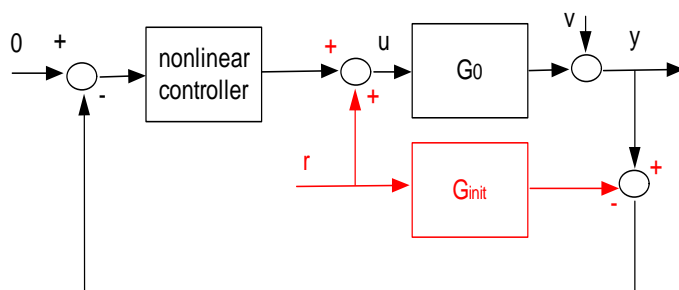 0 + - nonlinear controller + + u G0 v y
r Ginit - +